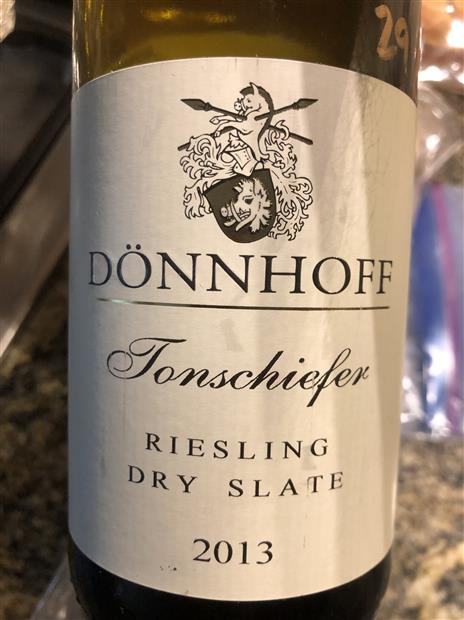 DÖNNHOFF
Tonschiefer
RIESLING
DRY SLATE
2013